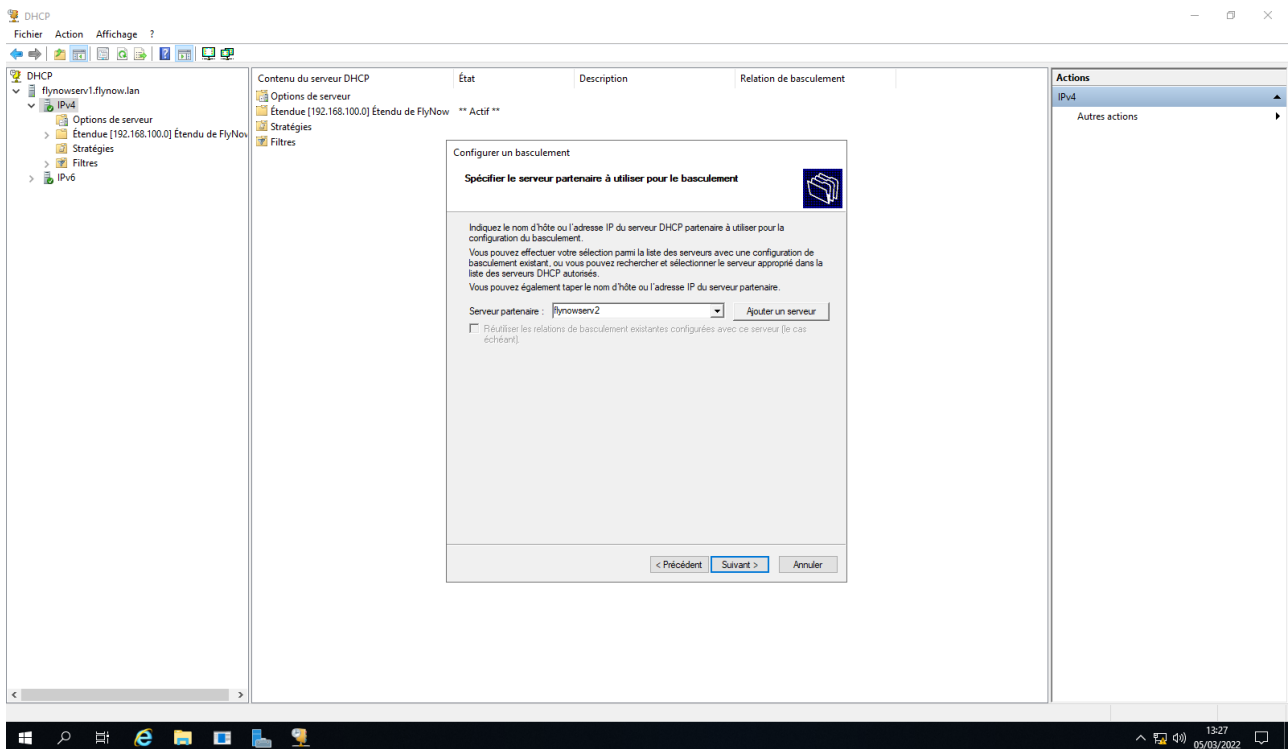 DHCP
Fichier Action Affichage ?
DHCP
flynowserv1.flynow.lan
IPv4
Options de serveur
Étendue [192.168.100.0] Étendu de FlyNov
Stratégies
Filtres
IPv6
Contenu du serveur DHCP État Description Relation de basculement
Options de serveur
Étendue [192.168.100.0] Étendu de FlyNow ** Actif **
Stratégies
Filtres
Configurer un basculement
Spécifier le serveur partenaire à utiliser pour le basculement
Indiquez le nom d'hôte ou l'adresse IP du serveur DHCP partenaire à utiliser pour la
configuration du basculement.
Vous pouvez effectuer votre sélection parmi la liste des serveurs avec une configuration de
basculement existant, ou vous pouvez rechercher et sélectionner le serveur approprié dans la
liste des serveurs DHCP autorisés.
Vous pouvez également taper le nom d'hôte ou l'adresse IP du serveur partenaire.
Serveur partenaire : flynowserv2 Ajouter un serveur
Réutiliser les relations de basculement existantes configurées avec ce serveur (le cas
échéant).
< Précédent Suivant > Annuler
Actions
IPv4
Autres actions
13:27
05/03/2022